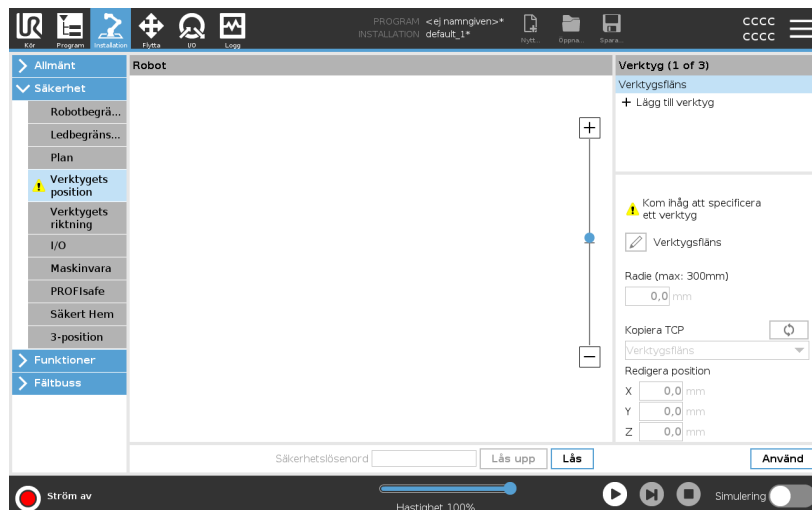 PROGRAM <ej namngiven>*
INSTALLATION default_1*
CCCC
CCCC
Kör
Program
Installation
Flytta
I/O
Logg
Nytt...
Öppna...
Spara...
Allmänt
Säkerhet
Robotbegrä...
Ledbegräns...
Plan
Verktygets
position
Verktygets
riktning
I/O
Maskinvara
PROFIsafe
Säkert Hem
3-position
Funktioner
Fältbuss
Robot
Verktyg (1 of 3)
Verktygsfläns
+ Lägg till verktyg
Kom ihåg att specificera
ett verktyg
Verktygsfläns
Radie (max: 300mm)
0,0 mm
Kopiera TCP
Verktygsfläns
Redigera position
X 0,0 mm
Y 0,0 mm
Z 0,0 mm
Säkerhetslösenord
Lås upp
Lås
Använd
Ström av
Hastighet 100%
Simulering